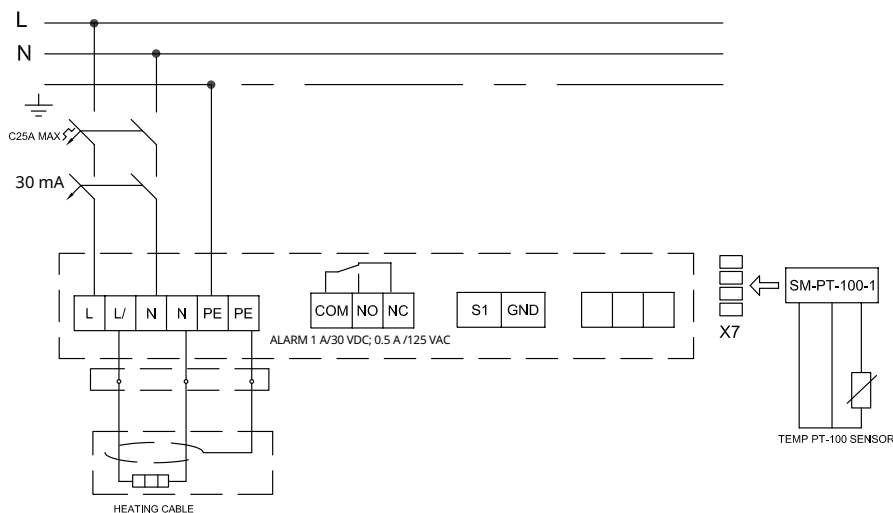 L
N
C25A MAX
30 mA
L L/ N N PE PE
COM NO NC
S1 GND
SM-PT-100-1
X7
ALARM 1 A/30 VDC; 0.5 A /125 VAC
TEMP PT-100 SENSOR
HEATING CABLE